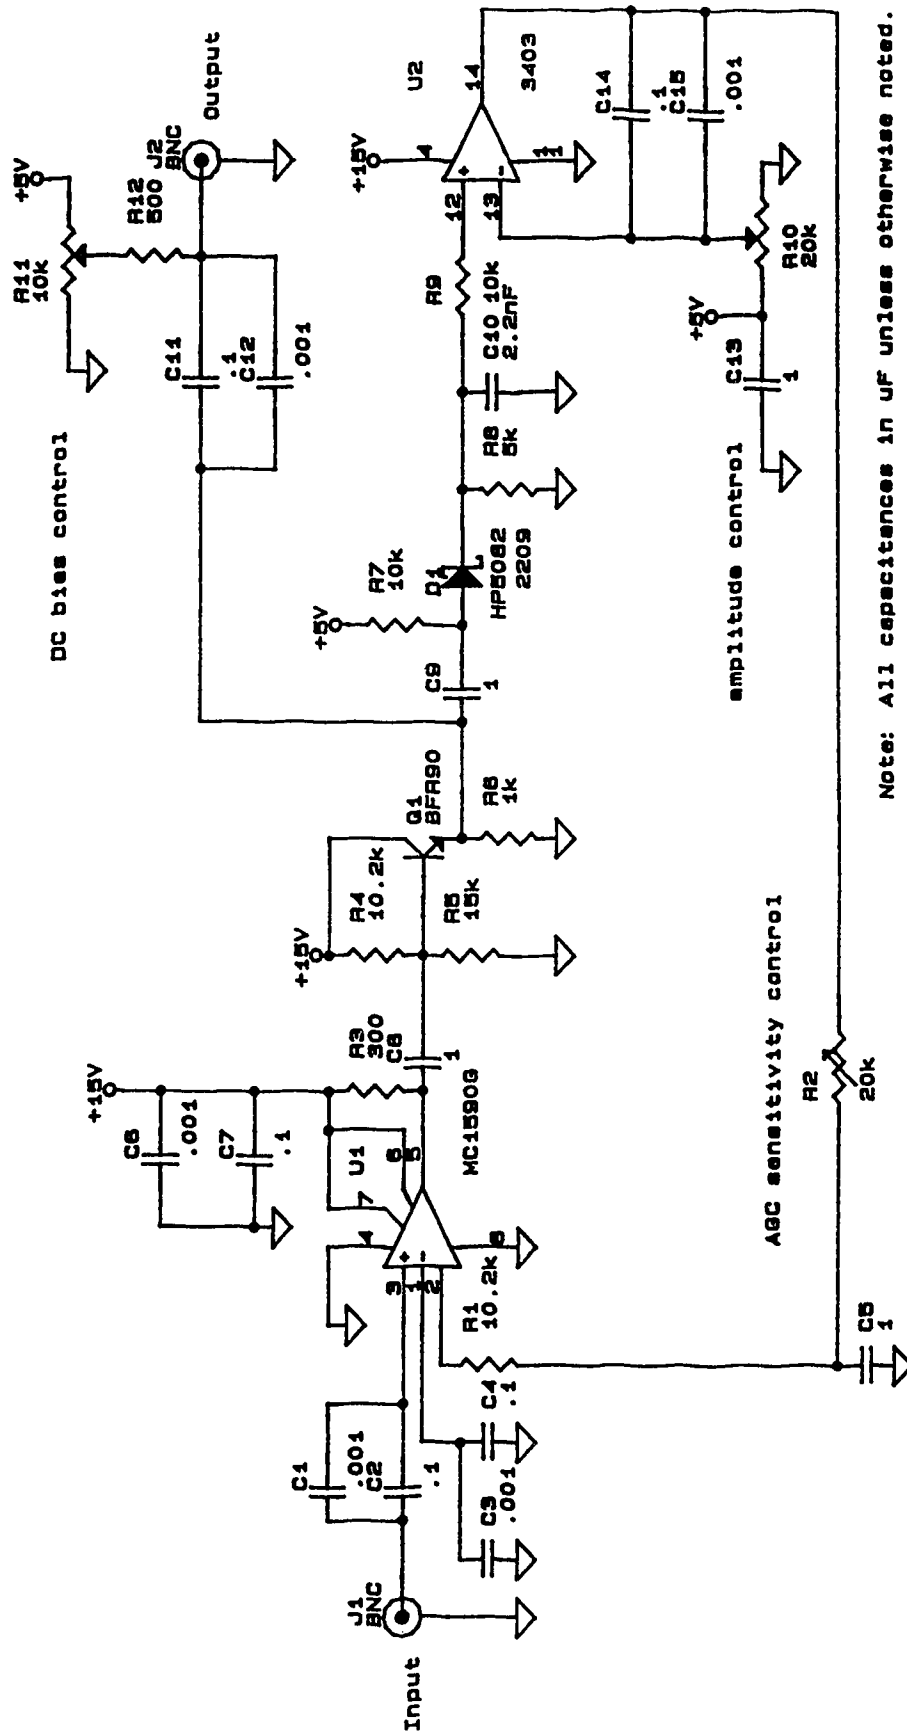 Input
J1
BNC
C1
.001
C2
.1
C3
.001
C4
.1
R1
10.2k
3
1
2
4
7
8
U1
6
5
MC1590G
C6
.001
C7
.1
+15V
R3
300
C8
1
+15V
R4
10.2k
R5
15k
Q1
BFR90
R6
1k
C9
1
+5V
R7
10k
D1
HP5082
2209
R8
5k
C10
2.2nF
R9
10k
12
13
4
11
14
+15V
U2
3403
C11
.1
C12
.001
DC bias control
R11
10k
+5V
R12
500
J2
BNC
Output
C14
.1
C15
.001
R10
20k
+5V
C13
1
amplitude control
AGC sensitivity control
R2
20k
C5
1
Note: All capacitances in uF unless otherwise noted.